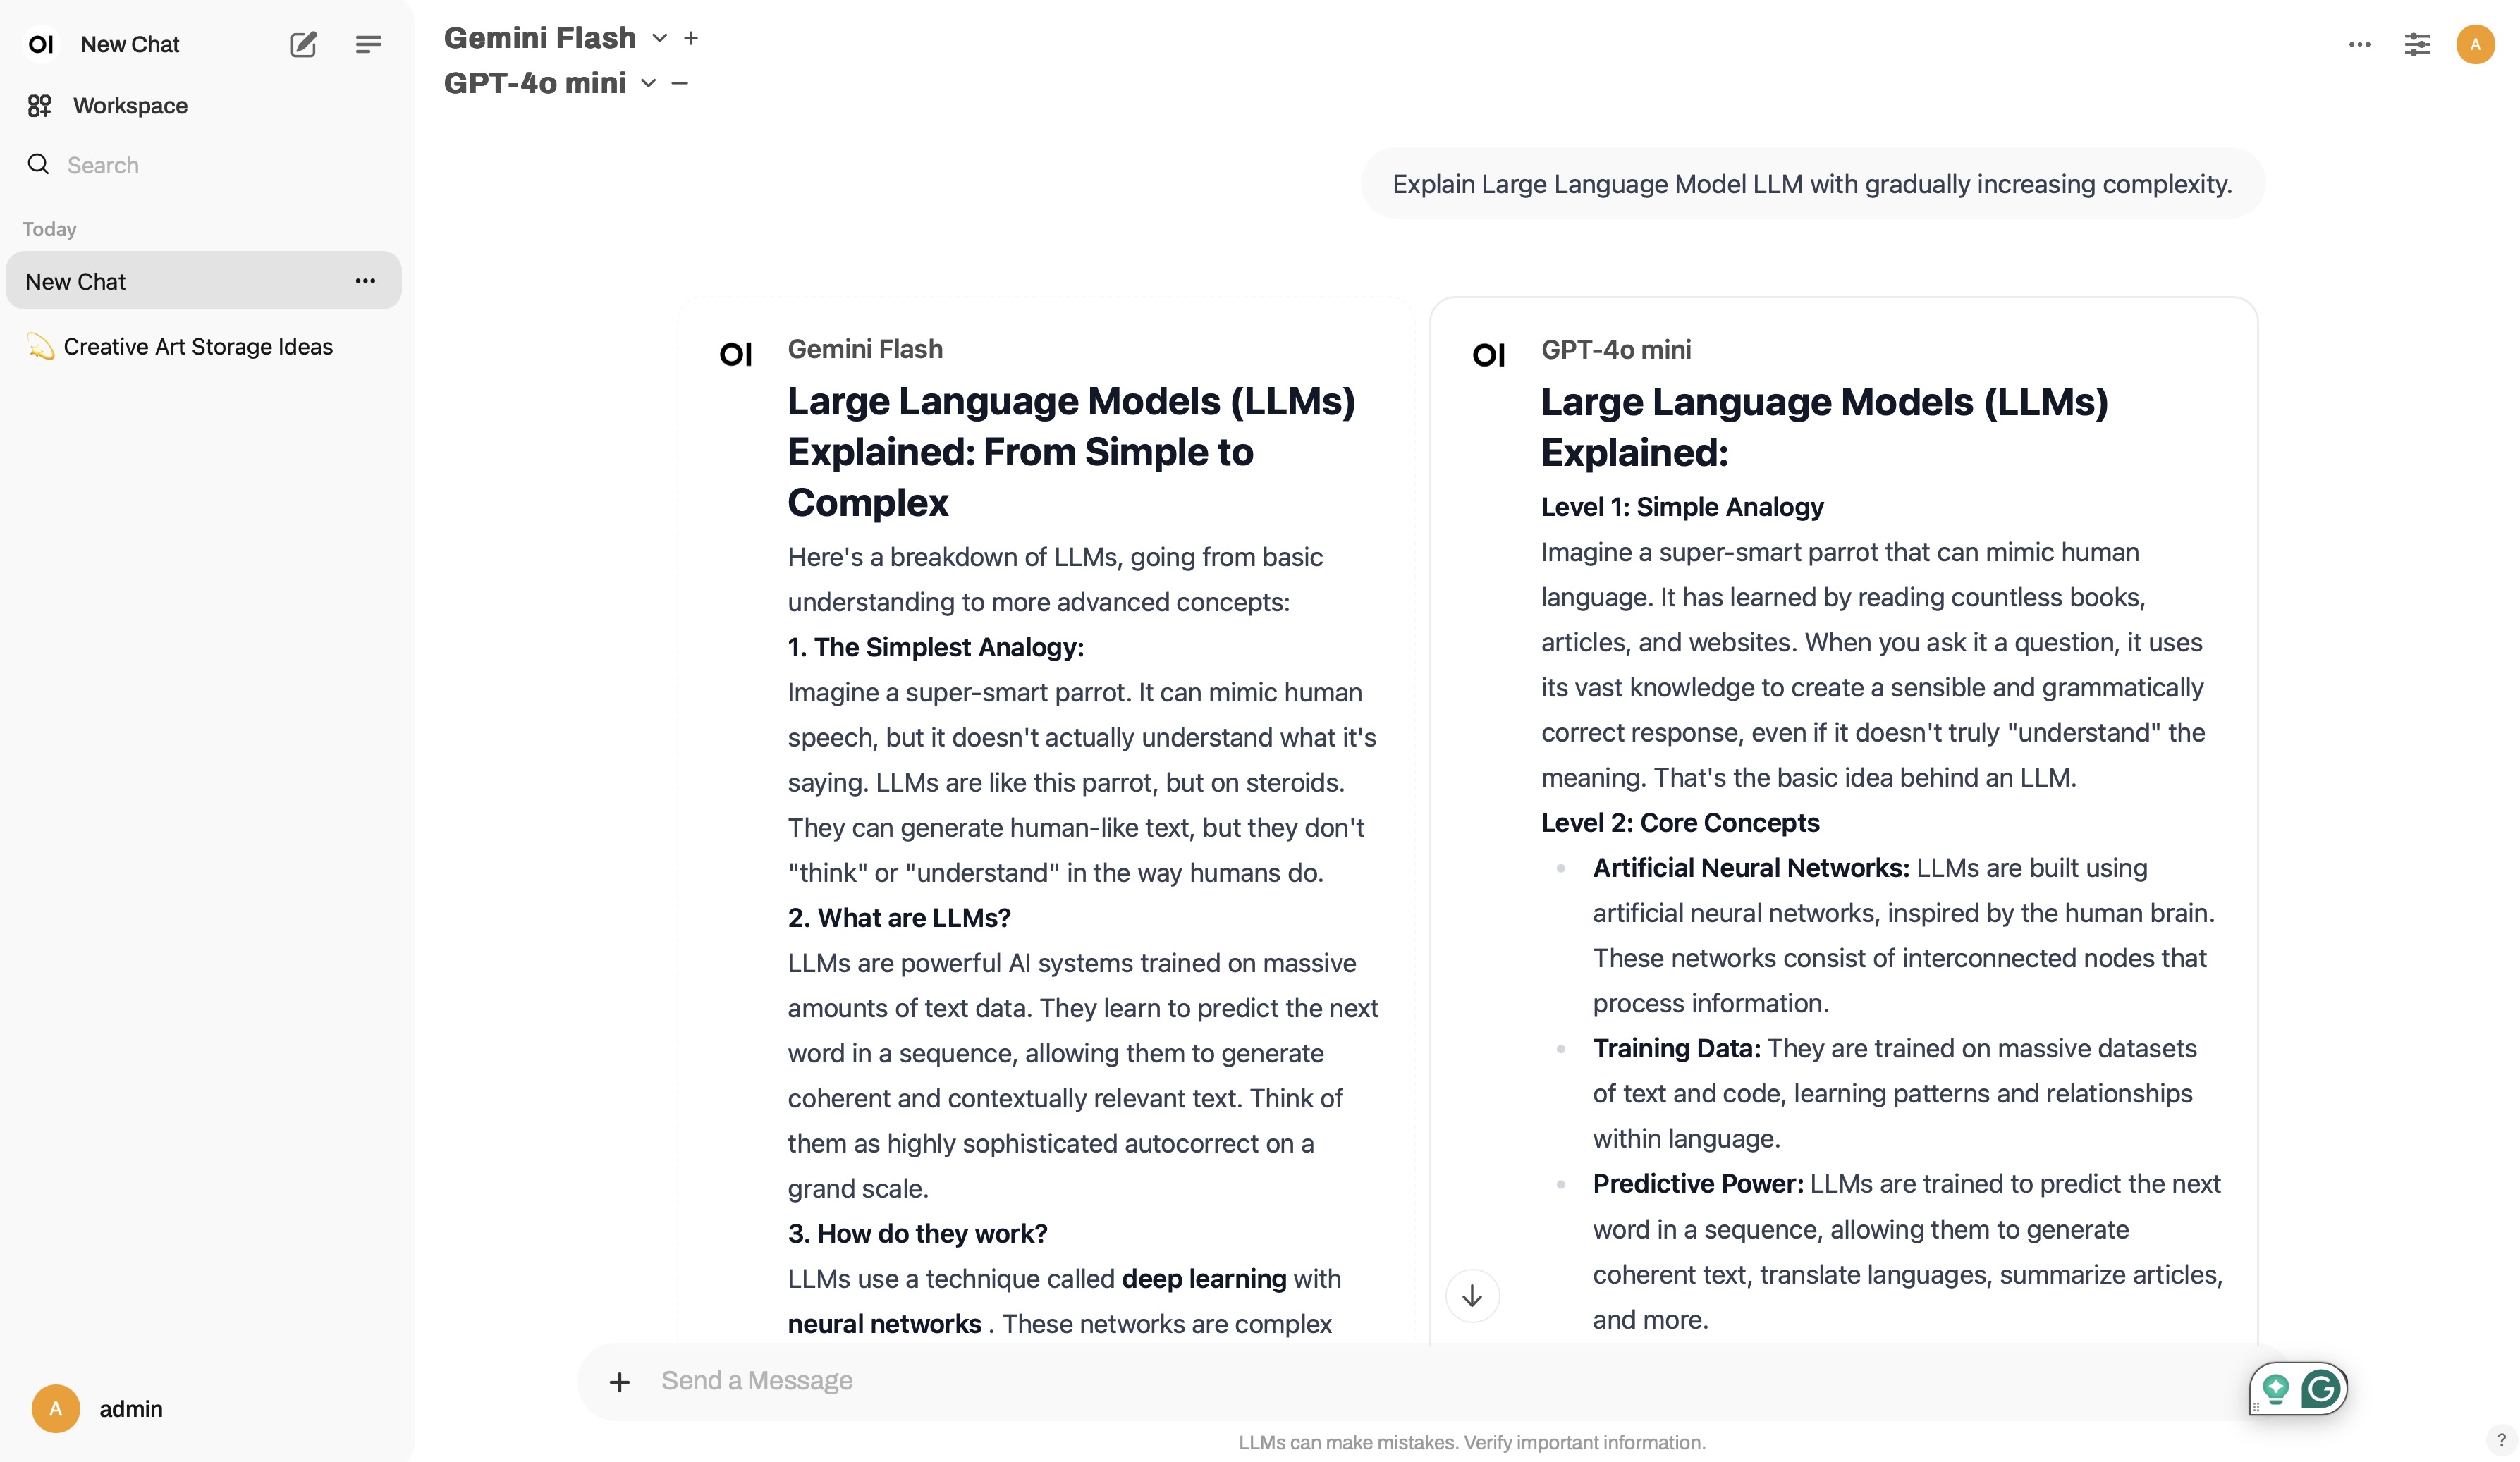 OI New Chat
Workspace
Search
Today
New Chat
Creative Art Storage Ideas
A admin
Gemini Flash
GPT-4o mini
A
Explain Large Language Model LLM with gradually increasing complexity.
OI Gemini Flash
Large Language Models (LLMs)
Explained: From Simple to
Complex
Here's a breakdown of LLMs, going from basic
understanding to more advanced concepts:
1. The Simplest Analogy:
Imagine a super-smart parrot. It can mimic human
speech, but it doesn't actually understand what it's
saying. LLMs are like this parrot, but on steroids.
They can generate human-like text, but they don't
"think" or "understand" in the way humans do.
2. What are LLMs?
LLMs are powerful AI systems trained on massive
amounts of text data. They learn to predict the next
word in a sequence, allowing them to generate
coherent and contextually relevant text. Think of
them as highly sophisticated autocorrect on a
grand scale.
3. How do they work?
LLMs use a technique called deep learning with
neural networks . These networks are complex
OI GPT-4o mini
Large Language Models (LLMs)
Explained:
Level 1: Simple Analogy
Imagine a super-smart parrot that can mimic human
language. It has learned by reading countless books,
articles, and websites. When you ask it a question, it uses
its vast knowledge to create a sensible and grammatically
correct response, even if it doesn't truly "understand" the
meaning. That's the basic idea behind an LLM.
Level 2: Core Concepts
Artificial Neural Networks: LLMs are built using
artificial neural networks, inspired by the human brain.
These networks consist of interconnected nodes that
process information.
Training Data: They are trained on massive datasets
of text and code, learning patterns and relationships
within language.
Predictive Power: LLMs are trained to predict the next
word in a sequence, allowing them to generate
coherent text, translate languages, summarize articles,
and more.
Send a Message
G
LLMs can make mistakes. Verify important information.
?